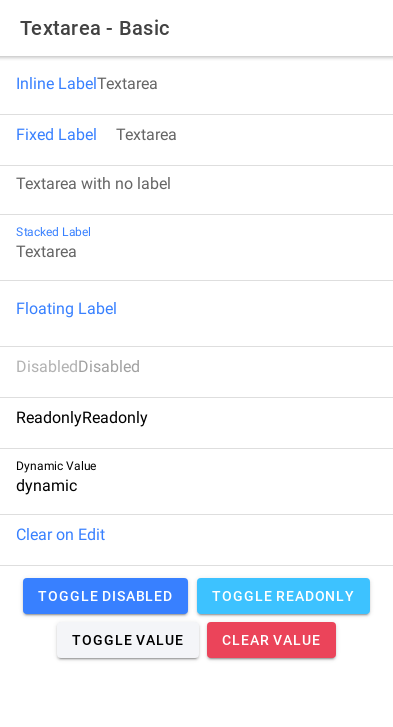 Textarea - Basic
Inline LabelTextarea
Fixed Label Textarea
Textarea with no label
Stacked Label
Textarea
Floating Label
DisabledDisabled
ReadonlyReadonly
Dynamic Value
dynamic
Clear on Edit
TOGGLE DISABLED TOGGLE READONLY
TOGGLE VALUE CLEAR VALUE